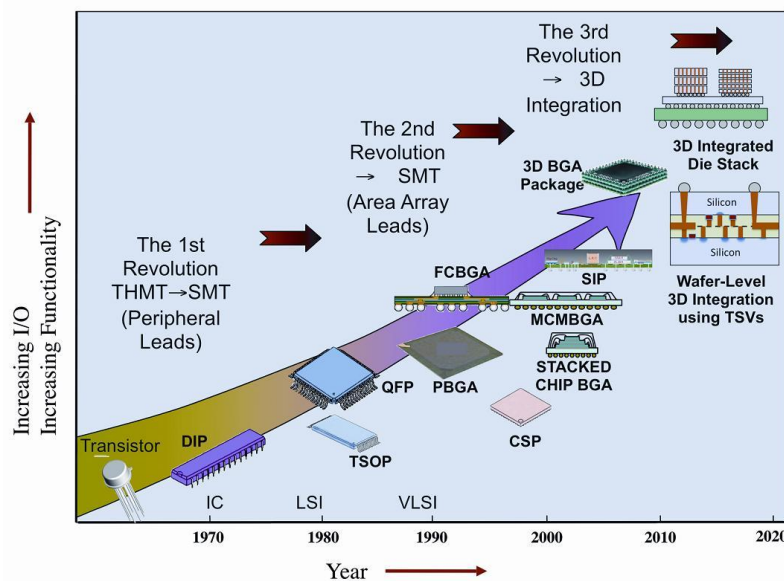 The 3rd
Revolution
→ 3D
Integration
3D Integrated
Die Stack
The 2nd
Revolution
→ SMT
(Area Array
Leads)
3D BGA
Package
Silicon
Silicon
Wafer-Level
3D Integration
using TSVs
The 1st
Revolution
THMT→SMT
(Peripheral
Leads)
FCBGA
SIP
MCMBGA
QFP
PBGA
STACKED
CHIP BGA
CSP
Transistor
DIP
TSOP
IC
LSI
VLSI
1970
1980
1990
2000
2010
2020
Year
Increasing I/O
Increasing Functionality